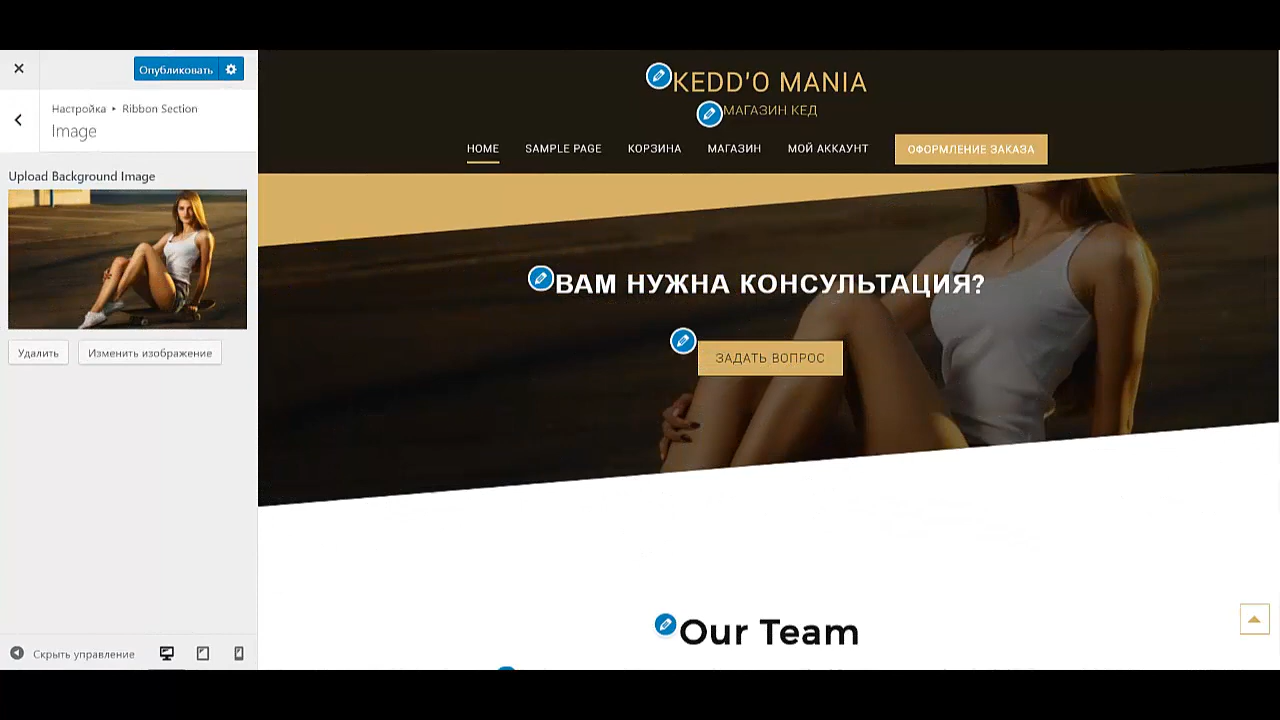 Опубликовать
Настройка ▸ Ribbon Section
Image
Upload Background Image
Удалить
Изменить изображение
Скрыть управление
KEDD'O MANIA
МАГАЗИН КЕД
HOME SAMPLE PAGE КОРЗИНА МАГАЗИН МОЙ АККАУНТ ОФОРМЛЕНИЕ ЗАКАЗА
ВАМ НУЖНА КОНСУЛЬТАЦИЯ?
ЗАДАТЬ ВОПРОС
Our Team